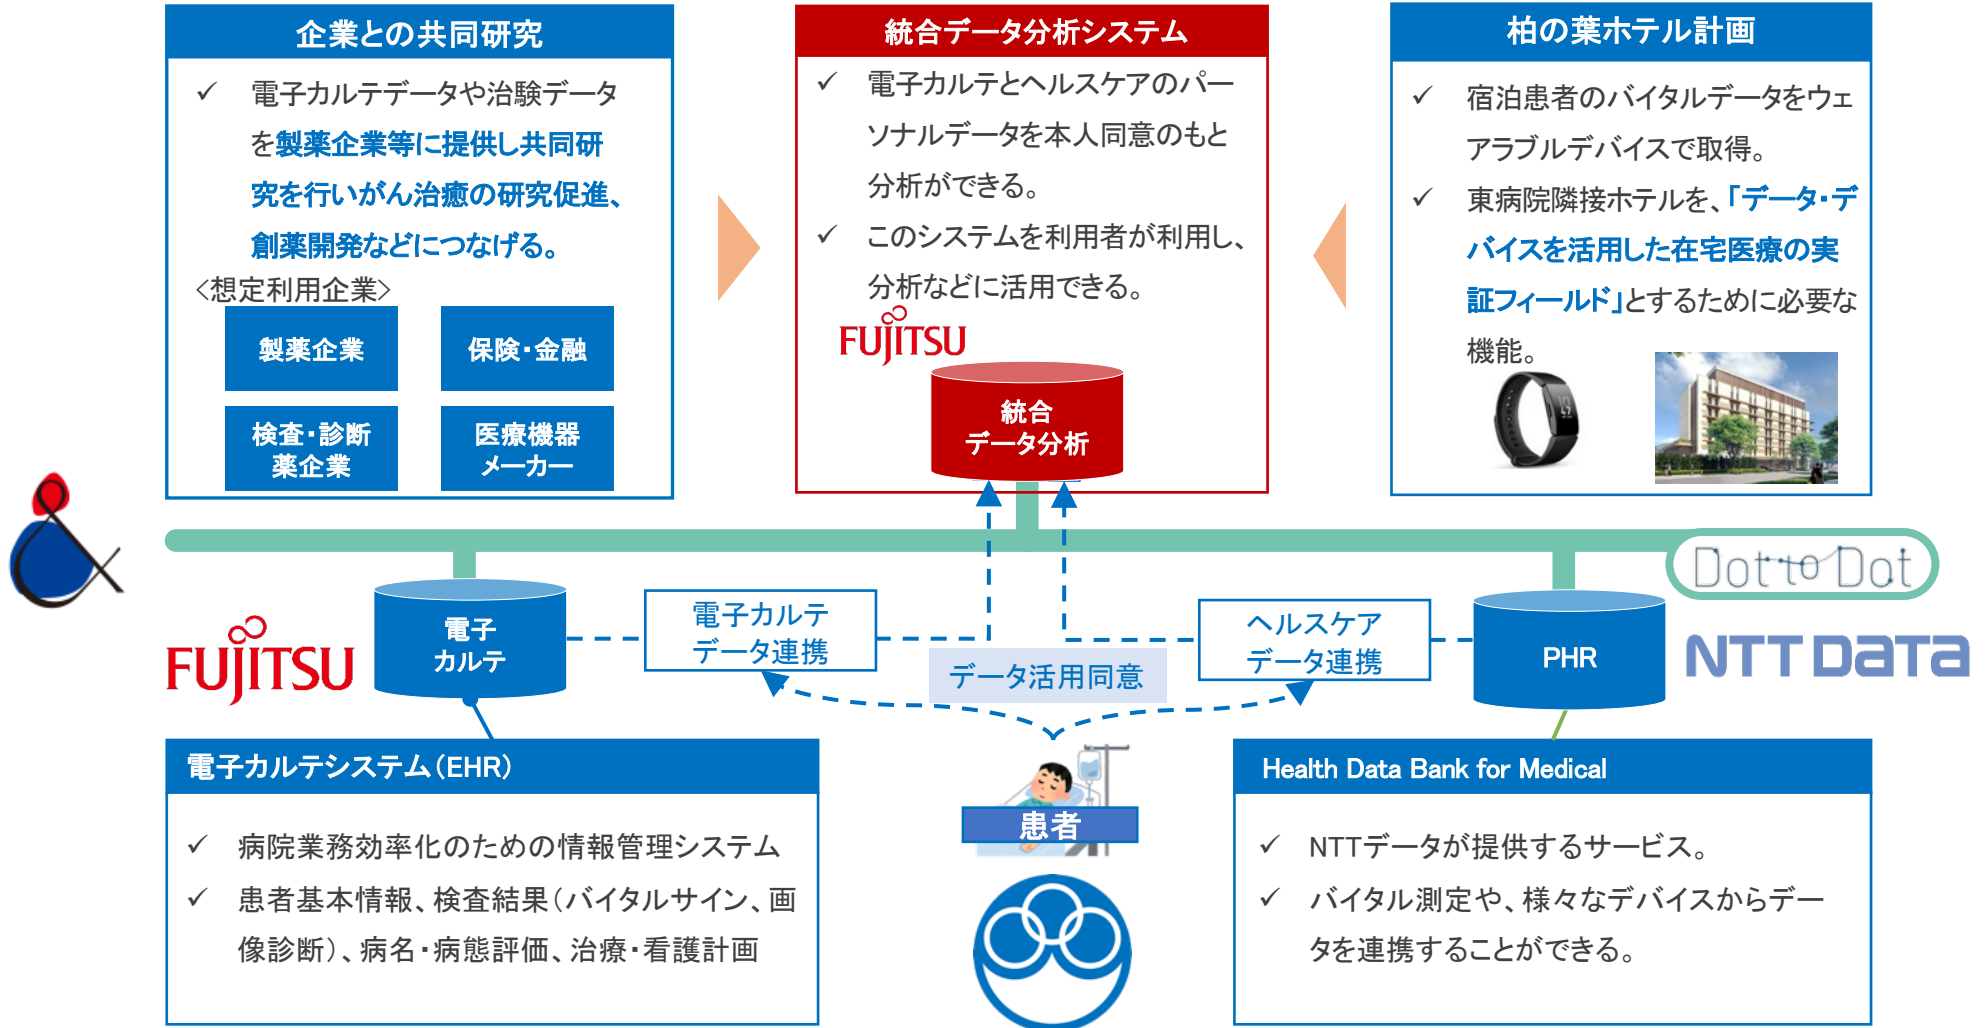 企業との共同研究
✓ 電子カルテデータや治験データ
を製薬企業等に提供し共同研
究を行いがん治癒の研究促進、
創薬開発などにつなげる。
<想定利用企業>
製薬企業
保険・金融
検査・診断
薬企業
医療機器
メーカー
統合データ分析システム
✓ 電子カルテとヘルスケアのパー
ソナルデータを本人同意のもと
分析ができる。
✓ このシステムを利用者が利用し、
分析などに活用できる。
FUJITSU
統合
データ分析
柏の葉ホテル計画
✓ 宿泊患者のバイタルデータをウェ
アラブルデバイスで取得。
✓ 東病院隣接ホテルを、「データ・デ
バイスを活用した在宅医療の実
証フィールド」とするために必要な
機能。
Dot to Dot
FUJITSU
電子
カルテ
電子カルテ
データ連携
データ活用同意
ヘルスケア
データ連携
PHR
NTT DATA
電子カルテシステム（EHR）
✓ 病院業務効率化のための情報管理システム
✓ 患者基本情報、検査結果（バイタルサイン、画
像診断）、病名・病態評価、治療・看護計画
患者
Health Data Bank for Medical
✓ NTTデータが提供するサービス。
✓ バイタル測定や、様々なデバイスからデー
タを連携することができる。